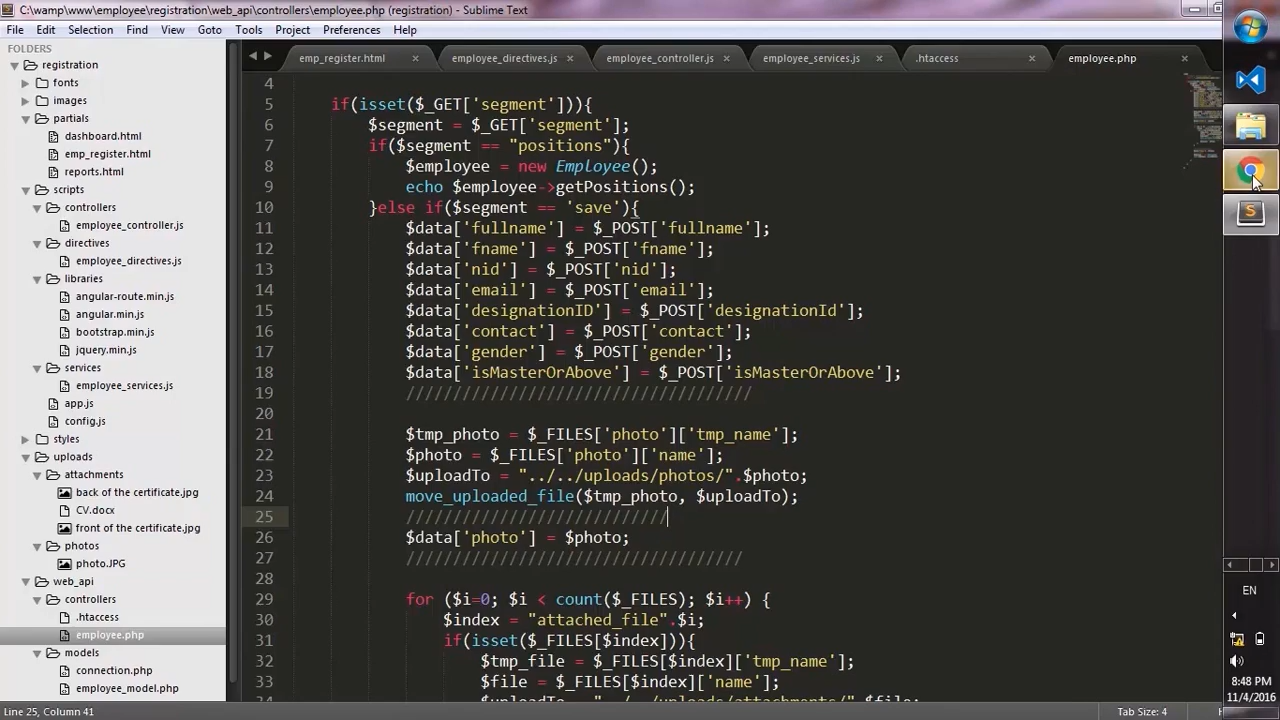 C:\wamp\www\employee\registration\web_api\controllers\employee.php (registration) - Sublime Text
File Edit Selection Find View Goto Tools Project Preferences Help
FOLDERS
registration
fonts
images
partials
dashboard.html
emp_register.html
reports.html
scripts
controllers
employee_controller.js
directives
employee_directives.js
libraries
angular-route.min.js
angular.min.js
bootstrap.min.js
jquery.min.js
services
employee_services.js
app.js
config.js
styles
uploads
attachments
back of the certificate.jpg
CV.docx
front of the certificate.jpg
photos
photo.JPG
web_api
controllers
.htaccess
employee.php
models
connection.php
employee_model.php
emp_register.html employee_directives.js employee_controller.js employee_services.js .htaccess employee.php
4
5 if(isset($_GET['segment'])){
6 $segment = $_GET['segment'];
7 if($segment == "positions"){
8 $employee = new Employee();
9 echo $employee->getPositions();
10 }else if($segment == 'save'){
11 $data['fullname'] = $_POST['fullname'];
12 $data['fname'] = $_POST['fname'];
13 $data['nid'] = $_POST['nid'];
14 $data['email'] = $_POST['email'];
15 $data['designationID'] = $_POST['designationId'];
16 $data['contact'] = $_POST['contact'];
17 $data['gender'] = $_POST['gender'];
18 $data['isMasterOrAbove'] = $_POST['isMasterOrAbove'];
19 /////////////////////////////////////
20
21 $tmp_photo = $_FILES['photo']['tmp_name'];
22 $photo = $_FILES['photo']['name'];
23 $uploadTo = "../../uploads/photos/".$photo;
24 move_uploaded_file($tmp_photo, $uploadTo);
25 ////////////////////////////
26 $data['photo'] = $photo;
27 ////////////////////////////////////
28
29 for ($i=0; $i < count($_FILES); $i++) {
30 $index = "attached_file".$i;
31 if(isset($_FILES[$index])){
32 $tmp_file = $_FILES[$index]['tmp_name'];
33 $file = $_FILES[$index]['name'];
34 $uploadTo = "../../uploads/attachments/".$file;
Line 25, Column 41
Tab Size: 4
EN
8:48 PM
11/4/2016